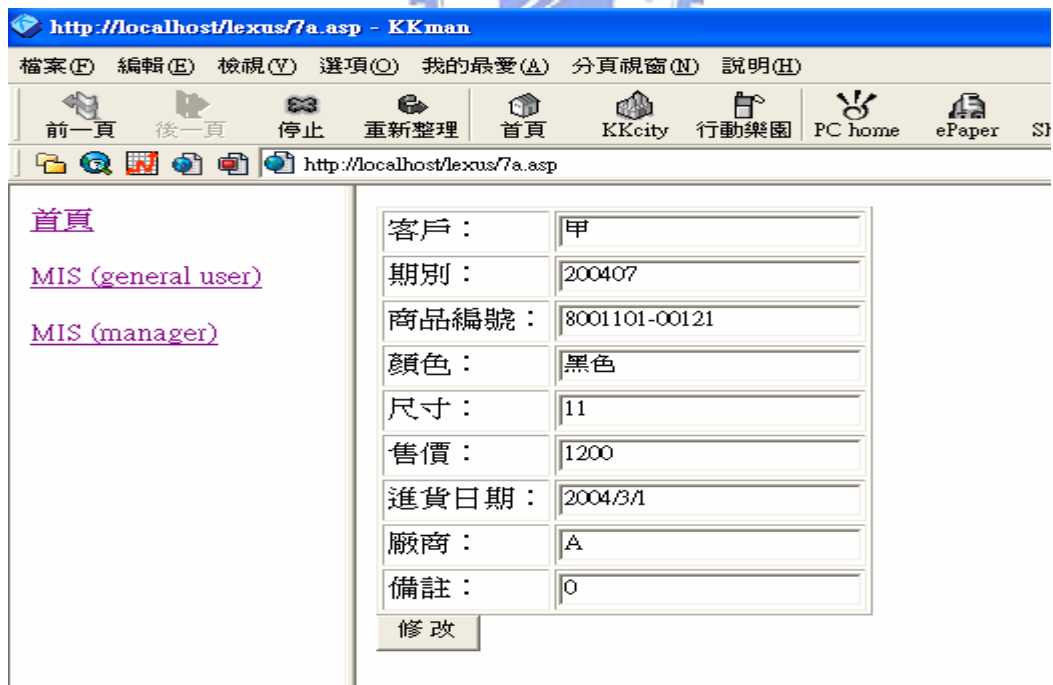 http://localhost/lexus/7a.asp - KKman
檔案(F) 編輯(E) 檢視(V) 選項(O) 我的最愛(A) 分頁視窗(N) 說明(H)
前一頁 後一頁 停止 重新整理 首頁 KKcity 行動樂園 PC home ePaper
http://localhost/lexus/7a.asp
首頁
MIS (general user)
MIS (manager)
客戶： 甲
期別： 200407
商品編號： 8001101-00121
顏色： 黑色
尺寸： 11
售價： 1200
進貨日期： 2004/3/1
廠商： A
備註： 0
修改